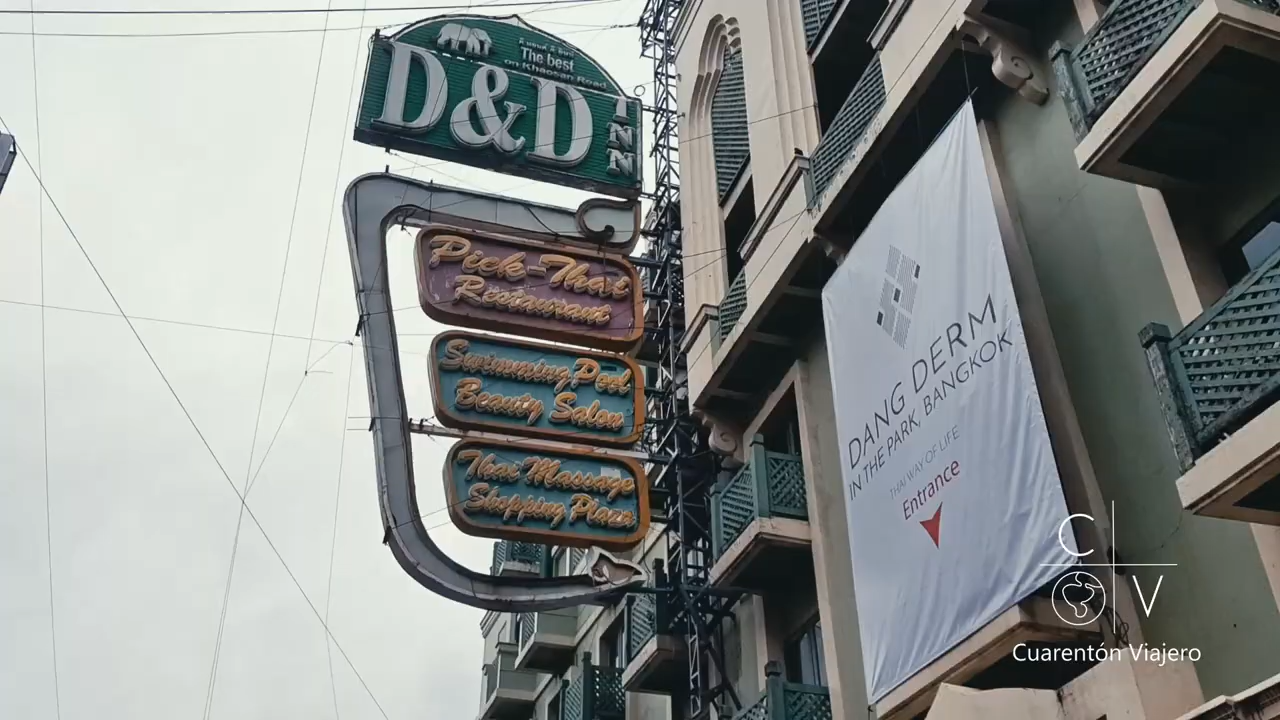 The best
on Khaosan Road
D&D
INN
Pick-Thai
Restaurant
Swimming Pool
Beauty Salon
Thai Massage
Shopping Plaza
DANG DERM
IN THE PARK, BANGKOK
THAI WAY OF LIFE
Entrance
C
V
Cuarentón Viajero